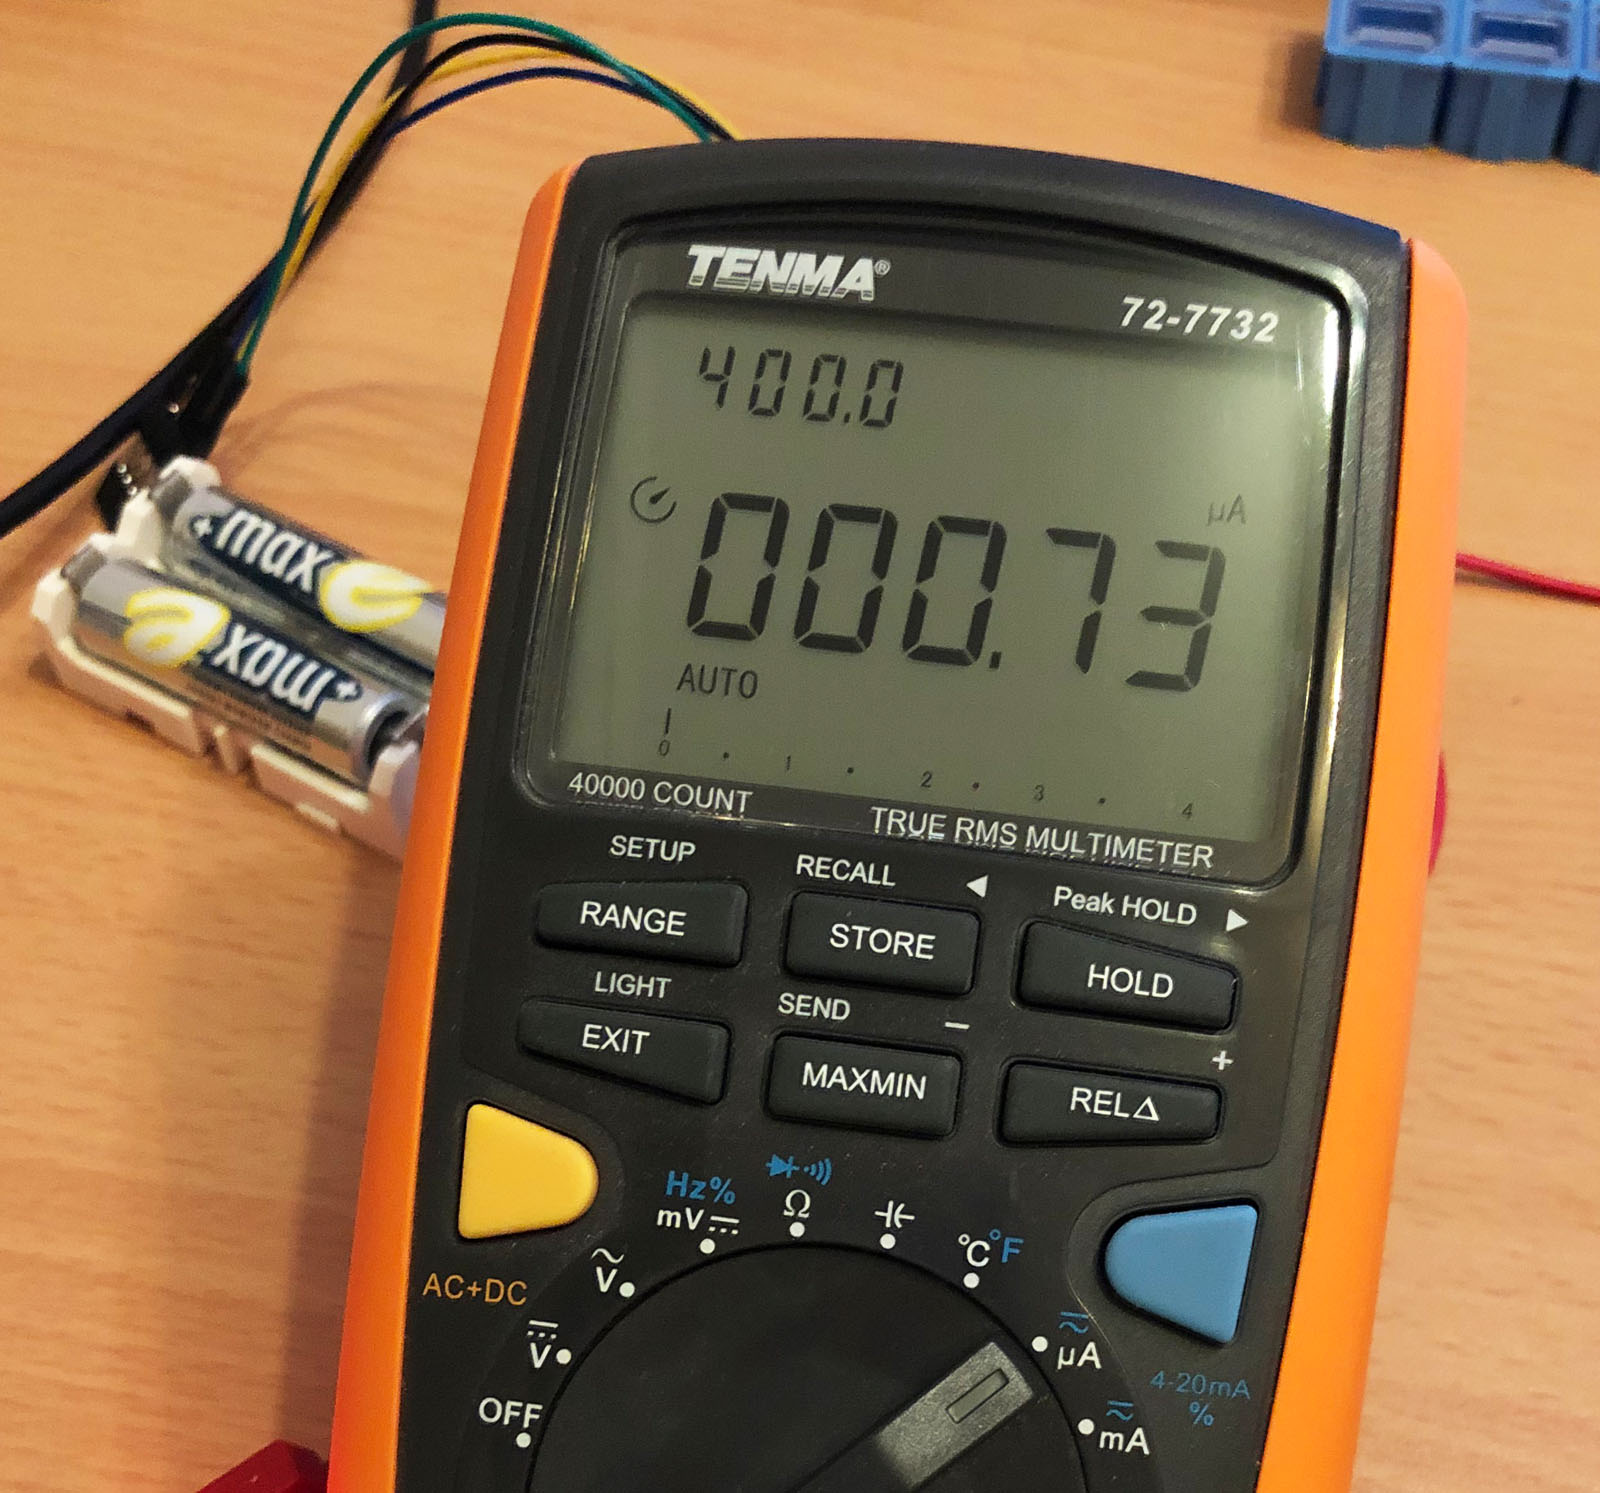 TENMA®
72-7732
400.0
µA
000.73
AUTO
0 1 2 3 4
40000 COUNT
TRUE RMS MULTIMETER
SETUP
RECALL ◀
Peak HOLD ▶
RANGE
STORE
HOLD
LIGHT
SEND −
+
EXIT
MAXMIN
REL△
Hz%
mV
Ω
°C°F
AC+DC
V
V
µA
4-20mA
%
mA
OFF
+max e
+max e